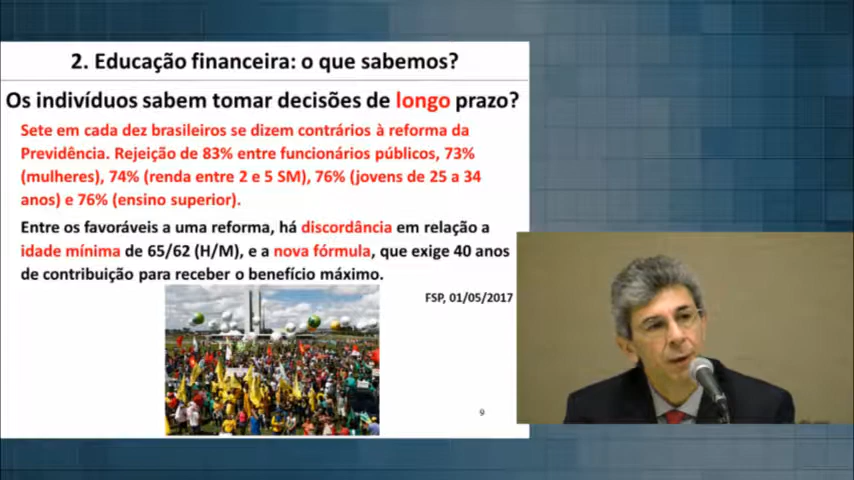 2. Educação financeira: o que sabemos?
Os indivíduos sabem tomar decisões de longo prazo?
Sete em cada dez brasileiros se dizem contrários à reforma da
Previdência. Rejeição de 83% entre funcionários públicos, 73%
(mulheres), 74% (renda entre 2 e 5 SM), 76% (jovens de 25 a 34
anos) e 76% (ensino superior).
Entre os favoráveis a uma reforma, há discordância em relação a
idade mínima de 65/62 (H/M), e a nova fórmula, que exige 40 anos
de contribuição para receber o benefício máximo.
FSP, 01/05/2017
9